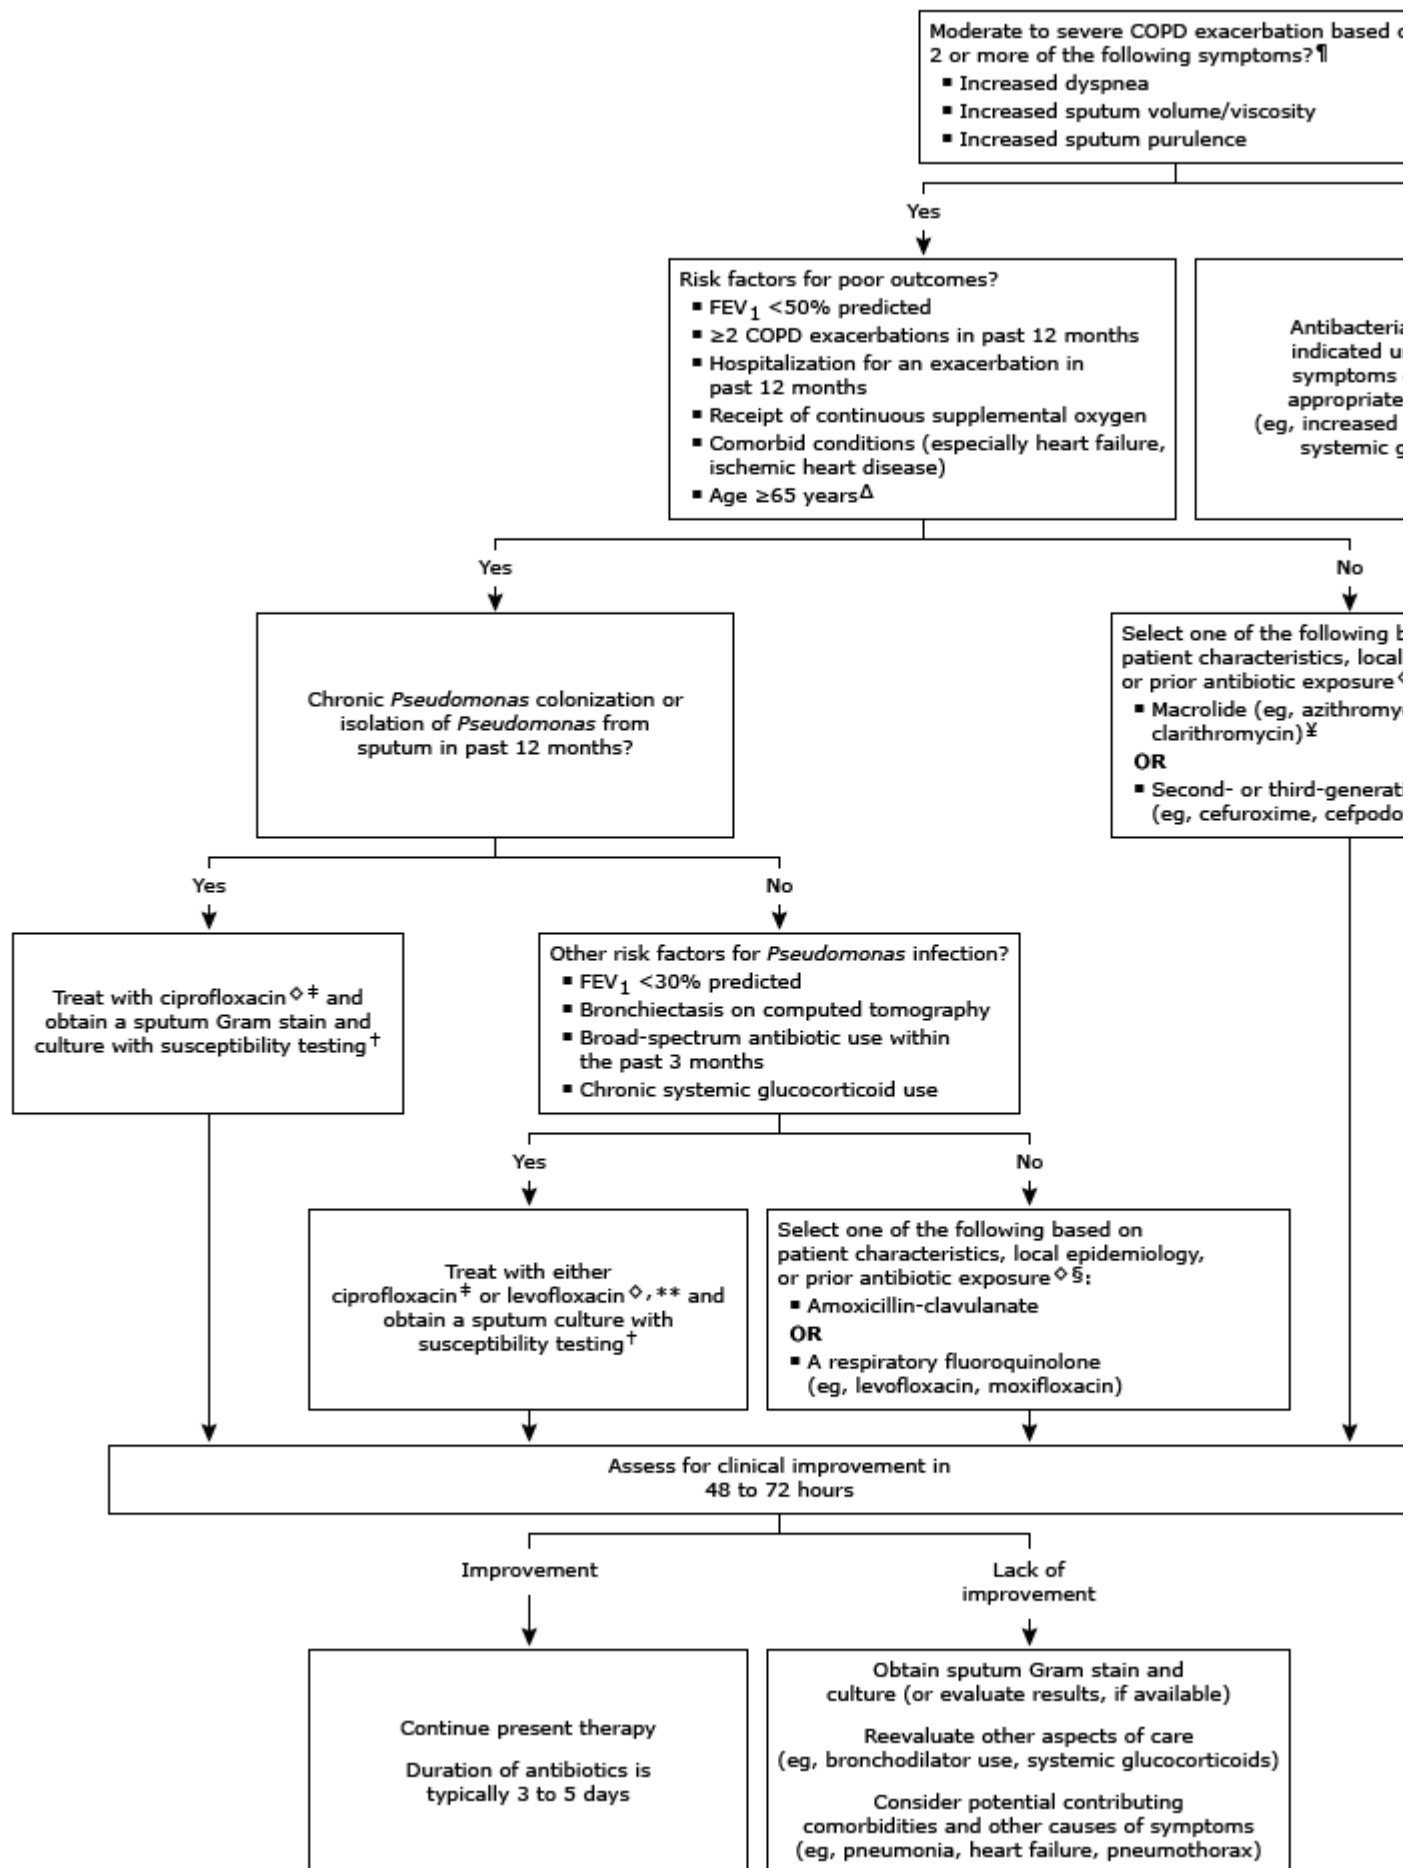 Moderate to severe COPD exacerbation based
2 or more of the following symptoms?¶
▪ Increased dyspnea
▪ Increased sputum volume/viscosity
▪ Increased sputum purulence
Yes
Risk factors for poor outcomes?
▪ FEV1 <50% predicted
▪ ≥2 COPD exacerbations in past 12 months
▪ Hospitalization for an exacerbation in
past 12 months
▪ Receipt of continuous supplemental oxygen
▪ Comorbid conditions (especially heart failure,
ischemic heart disease)
▪ Age ≥65 yearsΔ
Antibacteria
indicated u
symptoms
appropriate
(eg, increased
systemic g
Yes
No
Chronic Pseudomonas colonization or
isolation of Pseudomonas from
sputum in past 12 months?
Select one of the following b
patient characteristics, local
or prior antibiotic exposure
▪ Macrolide (eg, azithromy
clarithromycin)¥
OR
▪ Second- or third-generati
(eg, cefuroxime, cefpodo
Yes
No
Treat with ciprofloxacin◇‡ and
obtain a sputum Gram stain and
culture with susceptibility testing†
Other risk factors for Pseudomonas infection?
▪ FEV1 <30% predicted
▪ Bronchiectasis on computed tomography
▪ Broad-spectrum antibiotic use within
the past 3 months
▪ Chronic systemic glucocorticoid use
Yes
No
Treat with either
ciprofloxacin‡ or levofloxacin◇,** and
obtain a sputum culture with
susceptibility testing†
Select one of the following based on
patient characteristics, local epidemiology,
or prior antibiotic exposure◇§:
▪ Amoxicillin-clavulanate
OR
▪ A respiratory fluoroquinolone
(eg, levofloxacin, moxifloxacin)
Assess for clinical improvement in
48 to 72 hours
Improvement
Lack of
improvement
Continue present therapy
Duration of antibiotics is
typically 3 to 5 days
Obtain sputum Gram stain and
culture (or evaluate results, if available)
Reevaluate other aspects of care
(eg, bronchodilator use, systemic glucocorticoids)
Consider potential contributing
comorbidities and other causes of symptoms
(eg, pneumonia, heart failure, pneumothorax)